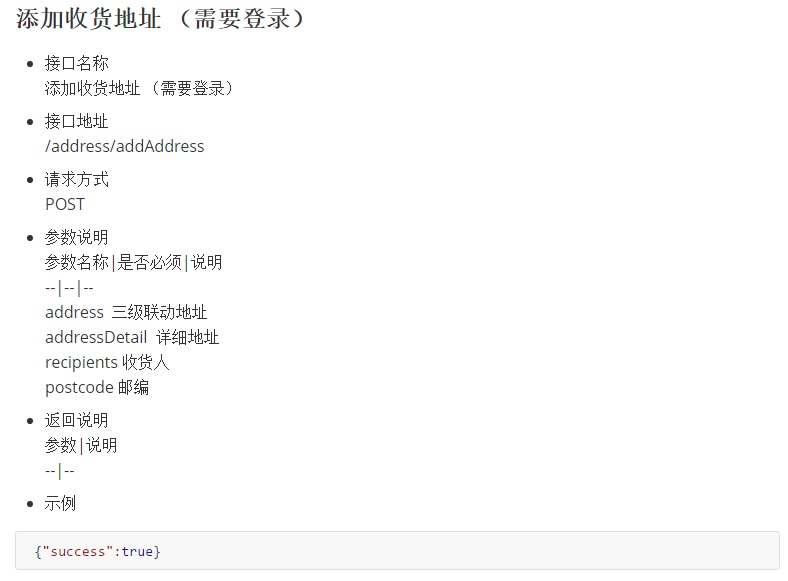 添加收货地址 （需要登录）
接口名称
添加收货地址 （需要登录）
接口地址
/address/addAddress
请求方式
POST
参数说明
参数名称|是否必须|说明
--|--|--
address 三级联动地址
addressDetail 详细地址
recipients 收货人
postcode 邮编
返回说明
参数|说明
--|--
示例
{"success":true}